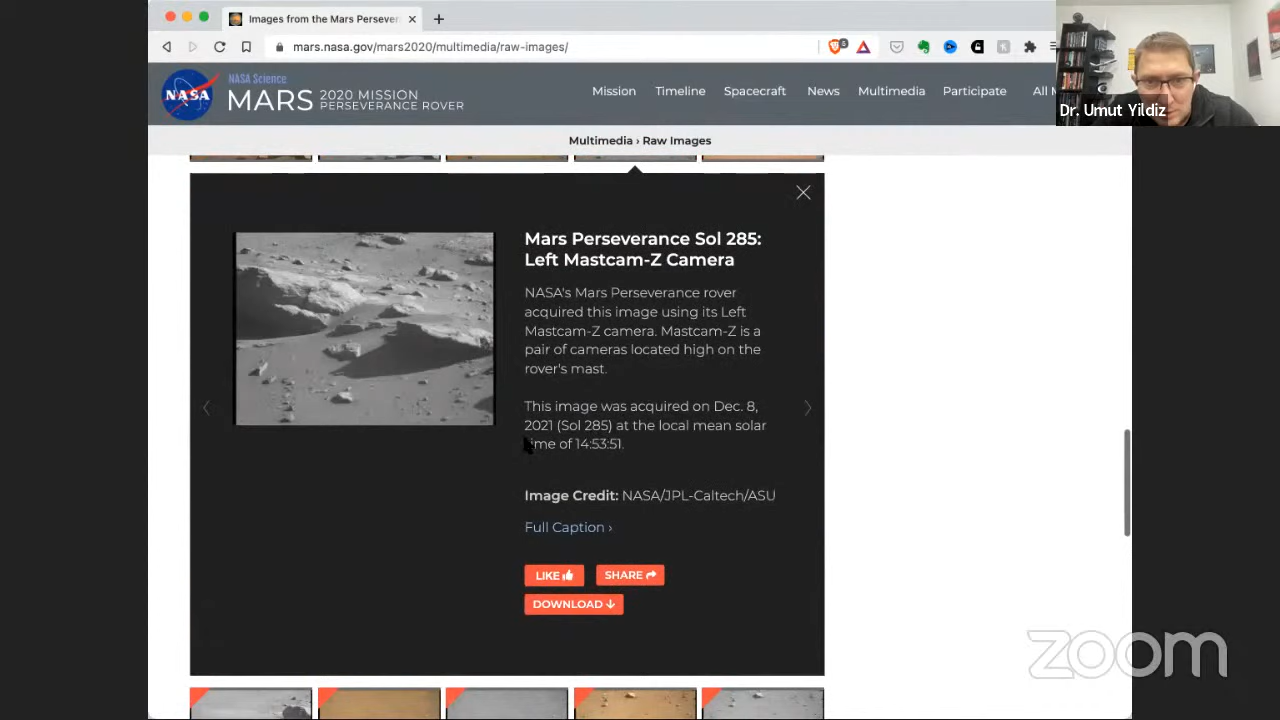 Images from the Mars Persever
mars.nasa.gov/mars2020/multimedia/raw-images/
NASA
NASA Science
MARS 2020 MISSION
PERSEVERANCE ROVER
Mission Timeline Spacecraft News Multimedia Participate All
Dr. Umut Yildiz
Multimedia › Raw Images
Mars Perseverance Sol 285:
Left Mastcam-Z Camera
NASA's Mars Perseverance rover
acquired this image using its Left
Mastcam-Z camera. Mastcam-Z is a
pair of cameras located high on the
rover's mast.
This image was acquired on Dec. 8,
2021 (Sol 285) at the local mean solar
time of 14:53:51.
Image Credit: NASA/JPL-Caltech/ASU
Full Caption ›
LIKE SHARE
DOWNLOAD
zoom